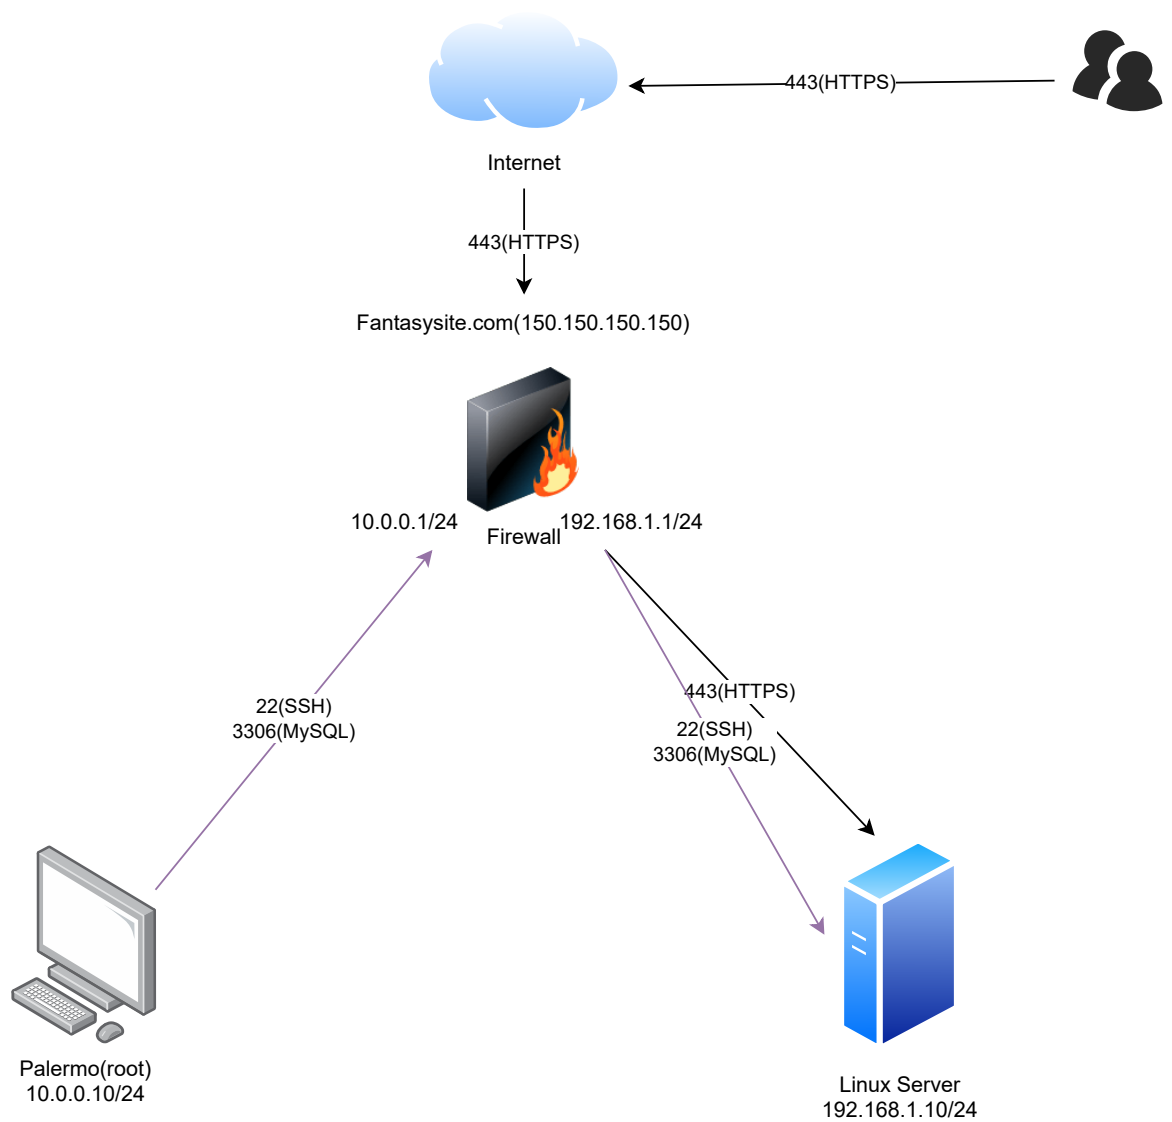 443(HTTPS)
Internet
443(HTTPS)
Fantasysite.com(150.150.150.150)
10.0.0.1/24
192.168.1.1/24
Firewall
443(HTTPS)
22(SSH)
3306(MySQL)
22(SSH)
3306(MySQL)
Palermo(root)
10.0.0.10/24
Linux Server
192.168.1.10/24